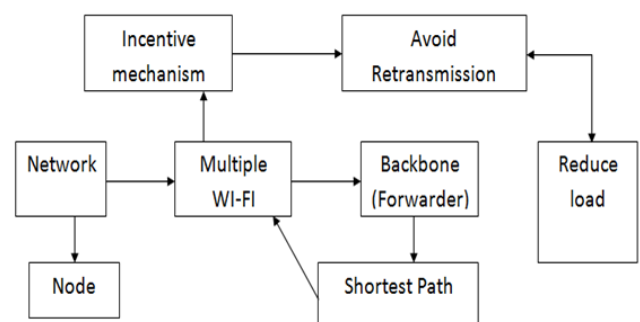 Incentive
mechanism
Avoid
Retransmission
Network
Multiple
WI-FI
Backbone
(Forwarder)
Reduce
load
Node
Shortest Path